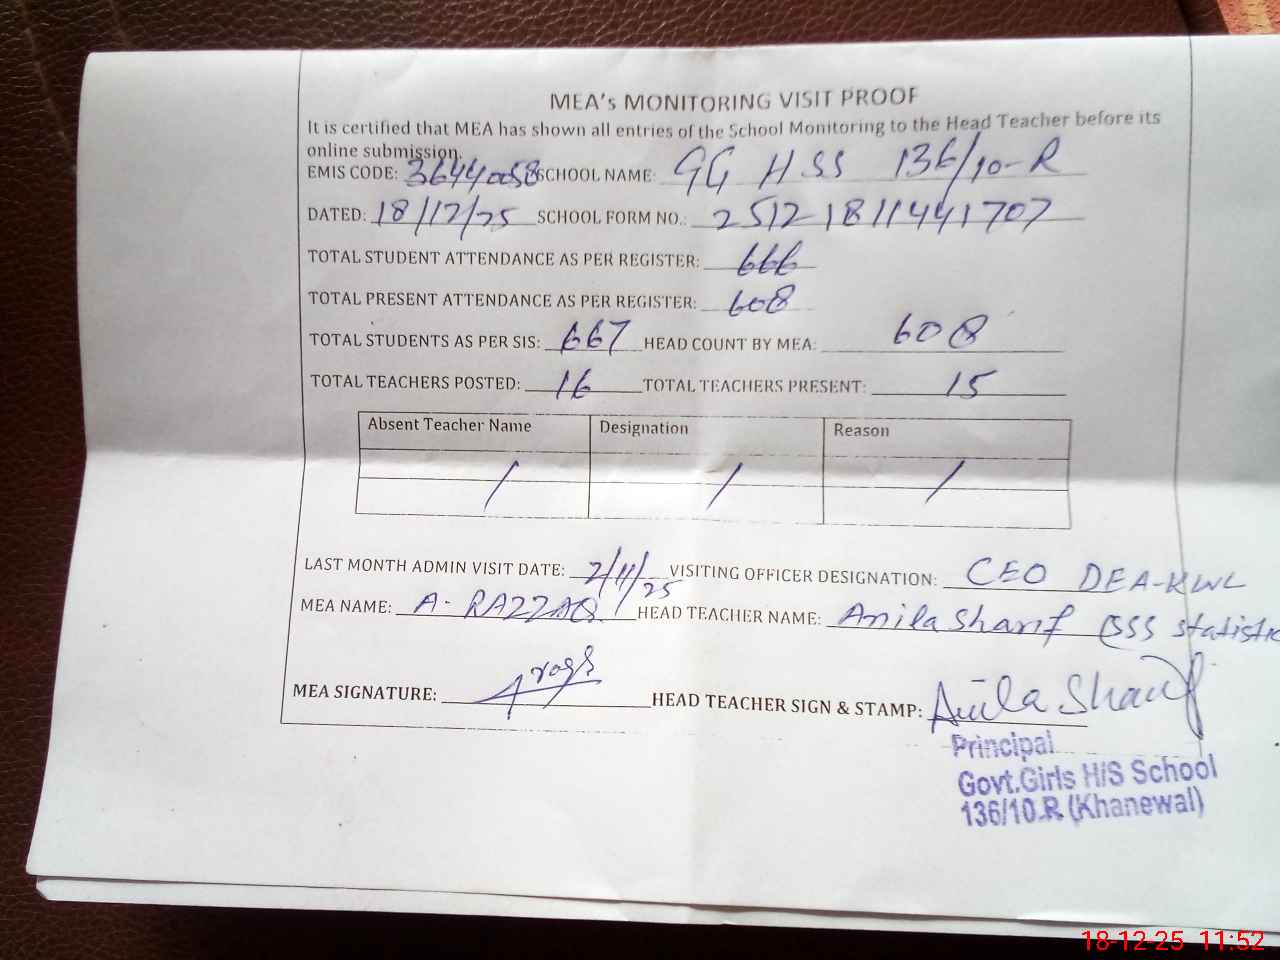 MEA's MONITORING VISIT PROOF
It is certified that MEA has shown all entries of the School Monitoring to the Head Teacher before its
online submission.
EMIS CODE: 36440058 SCHOOL NAME: GG HSS 136/10-R
DATED: 18/12/25 SCHOOL FORM NO.: 2512 1811441707
TOTAL STUDENT ATTENDANCE AS PER REGISTER: 666
TOTAL PRESENT ATTENDANCE AS PER REGISTER: 608
TOTAL STUDENTS AS PER SIS: 667 HEAD COUNT BY MEA: 608
TOTAL TEACHERS POSTED: 16 TOTAL TEACHERS PRESENT: 15
Absent Teacher Name Designation Reason
/ / /
LAST MONTH ADMIN VISIT DATE: 2/11/25 VISITING OFFICER DESIGNATION: CEO DEA-KWL
MEA NAME: A. RAZZAQ HEAD TEACHER NAME: Anila Sharif SSS statistic
MEA SIGNATURE: HEAD TEACHER SIGN & STAMP: Anila Sharif
Principal
Govt.Girls H/S School
136/10.R (Khanewal)
18-12-25 11:52